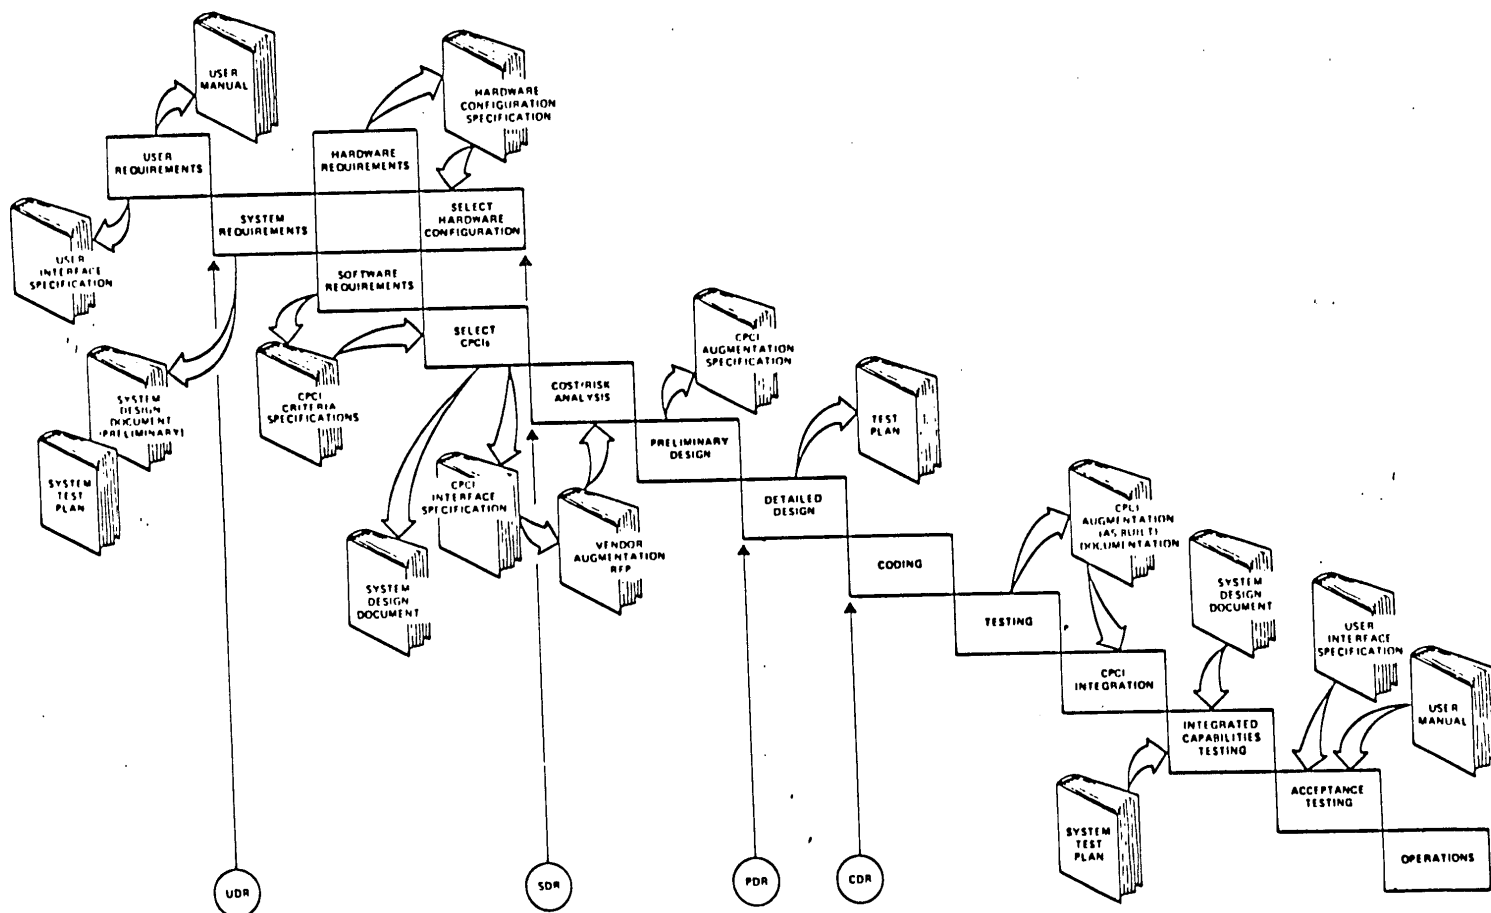 USER
MANUAL
HARDWARE
CONFIGURATION
SPECIFICATION
USER
REQUIREMENTS
HARDWARE
REQUIREMENTS
SYSTEM
REQUIREMENTS
SELECT
HARDWARE
CONFIGURATION
USER
INTERFACE
SPECIFICATION
SOFTWARE
REQUIREMENTS
SELECT
CPCIs
CPCI
AUGMENTATION
SPECIFICATION
SYSTEM
DESIGN
DOCUMENT
(PRELIMINARY)
CPCI
CRITERIA
SPECIFICATIONS
COST/RISK
ANALYSIS
TEST
PLAN
SYSTEM
TEST
PLAN
PRELIMINARY
DESIGN
CPCI
INTERFACE
SPECIFICATION
DETAILED
DESIGN
VENDOR
AUGMENTATION
RFP
CPCI
AUGMENTATION
(AS BUILT)
DOCUMENTATION
SYSTEM
DESIGN
DOCUMENT
CODING
SYSTEM
DESIGN
DOCUMENT
TESTING
USER
INTERFACE
SPECIFICATION
CPCI
INTEGRATION
USER
MANUAL
INTEGRATED
CAPABILITIES
TESTING
ACCEPTANCE
TESTING
SYSTEM
TEST
PLAN
OPERATIONS
UDR
SDR
PDR
CDR